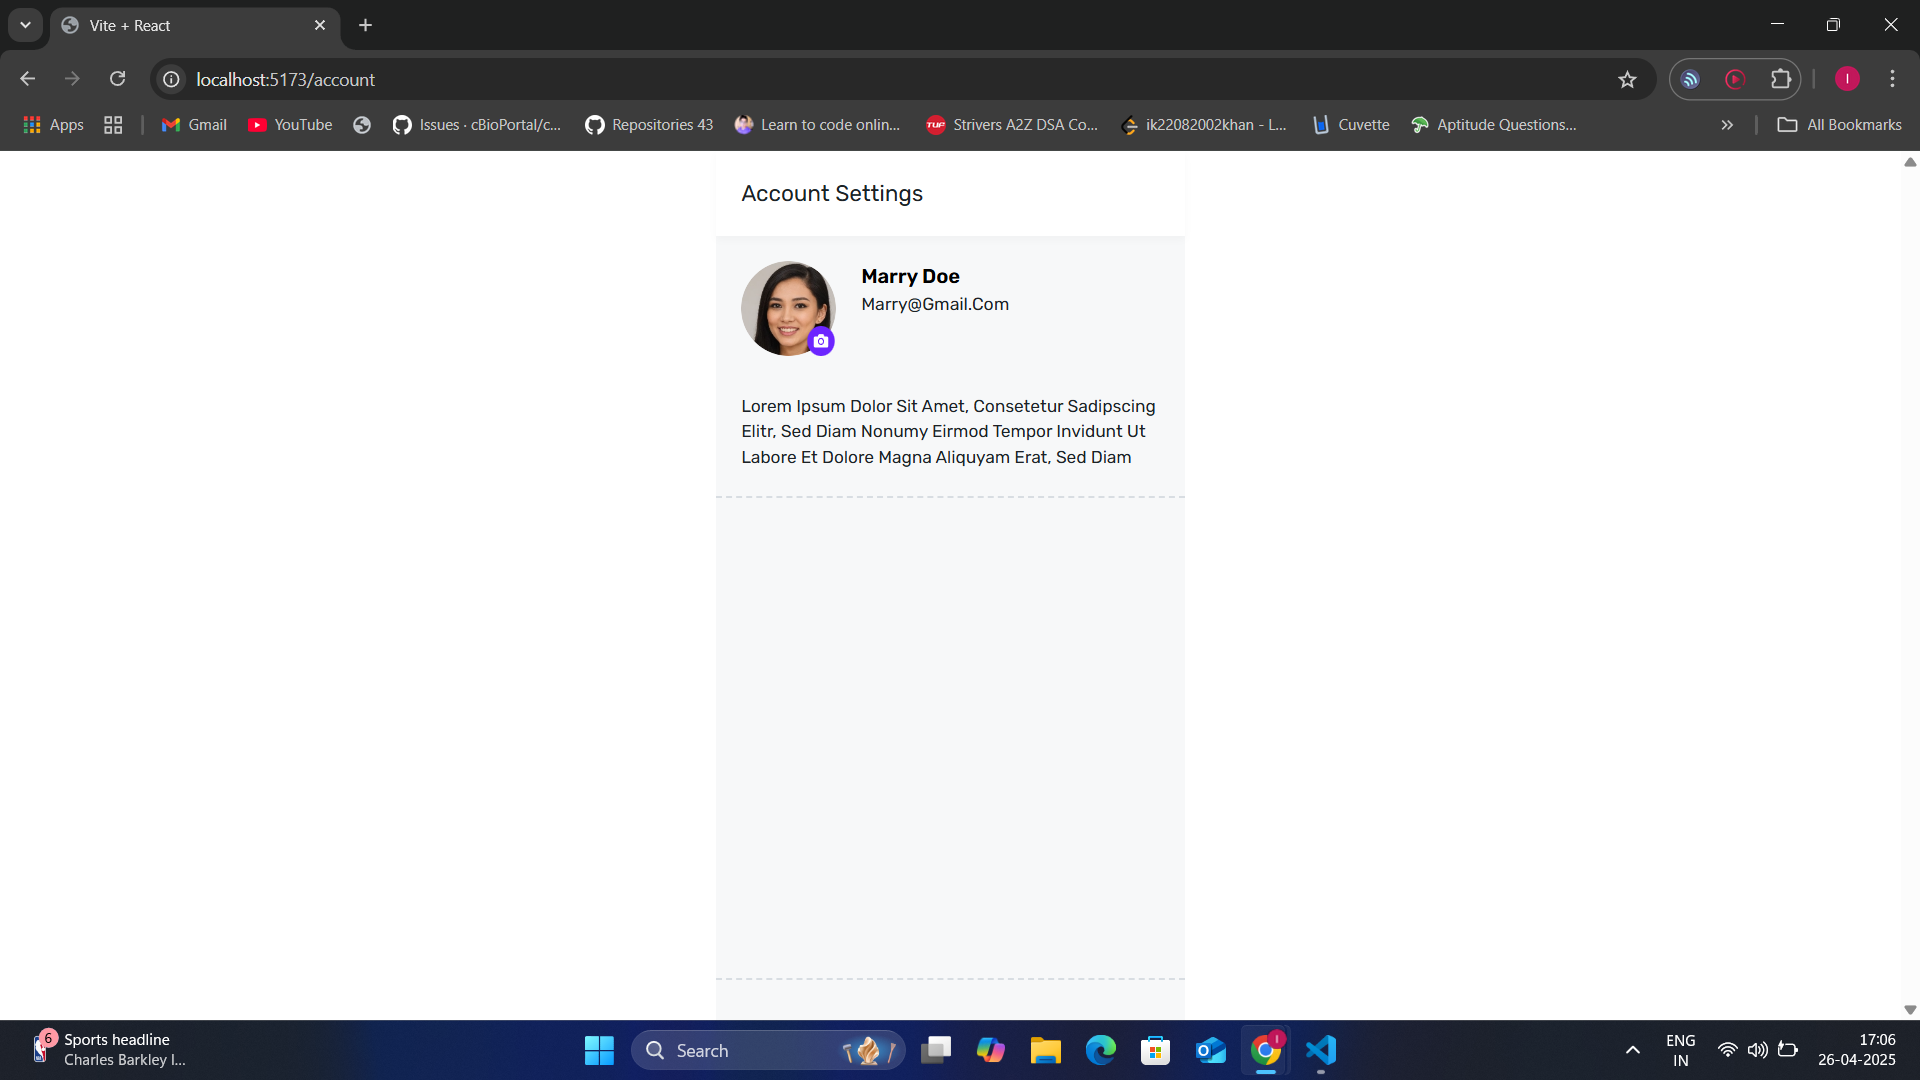 Vite + React
localhost:5173/account
Apps
Gmail
YouTube
Issues · cBioPortal/c...
Repositories 43
Learn to code onlin...
TUF
Strivers A2Z DSA Co...
ik22082002khan - L...
Cuvette
Aptitude Questions...
All Bookmarks
I
Account Settings
Marry Doe
Marry@Gmail.Com
Lorem Ipsum Dolor Sit Amet, Consetetur Sadipscing
Elitr, Sed Diam Nonumy Eirmod Tempor Invidunt Ut
Labore Et Dolore Magna Aliquyam Erat, Sed Diam
6
Sports headline
Charles Barkley I...
Search
ENG
IN
17:06
26-04-2025